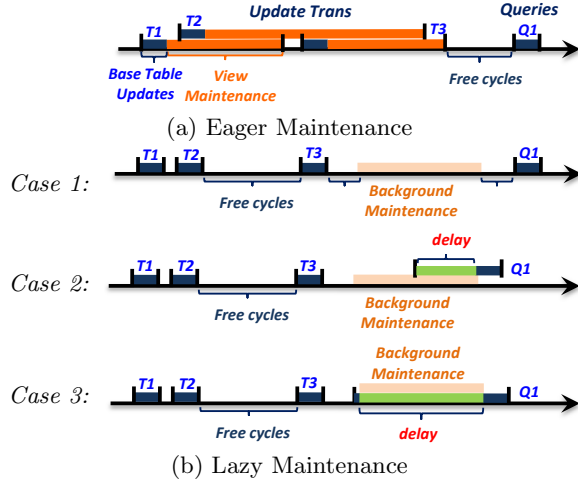 Update Trans Queries
T1 T2 T3 Q1
Base Table
Updates
View
Maintenance
Free cycles
(a) Eager Maintenance
Case 1:
T1 T2 T3 Q1
Free cycles
Background
Maintenance
Case 2:
delay
T1 T2 T3 Q1
Free cycles
Background
Maintenance
Case 3:
Background
Maintenance
T1 T2 T3 Q1
Free cycles
delay
(b) Lazy Maintenance